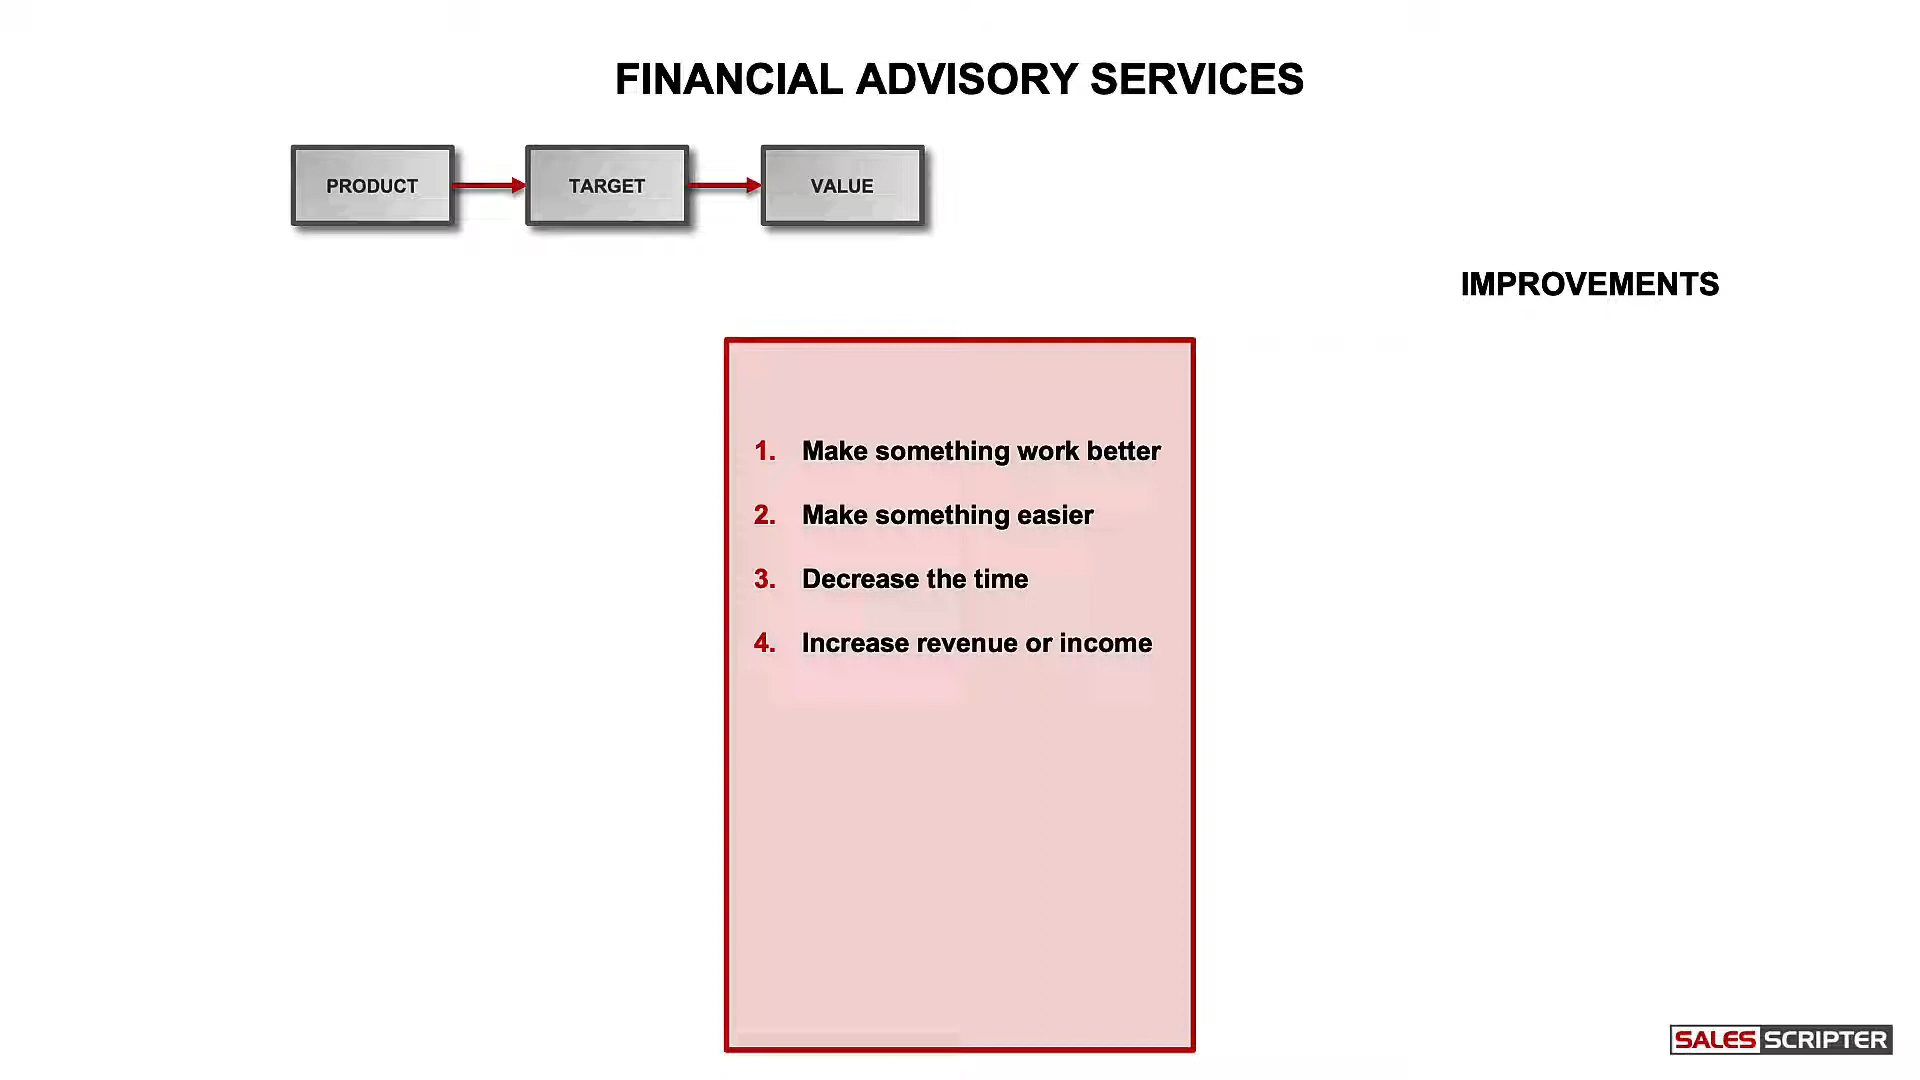 FINANCIAL ADVISORY SERVICES
PRODUCT
TARGET
VALUE
IMPROVEMENTS
1. Make something work better
2. Make something easier
3. Decrease the time
4. Increase revenue or income
SALES SCRIPTER